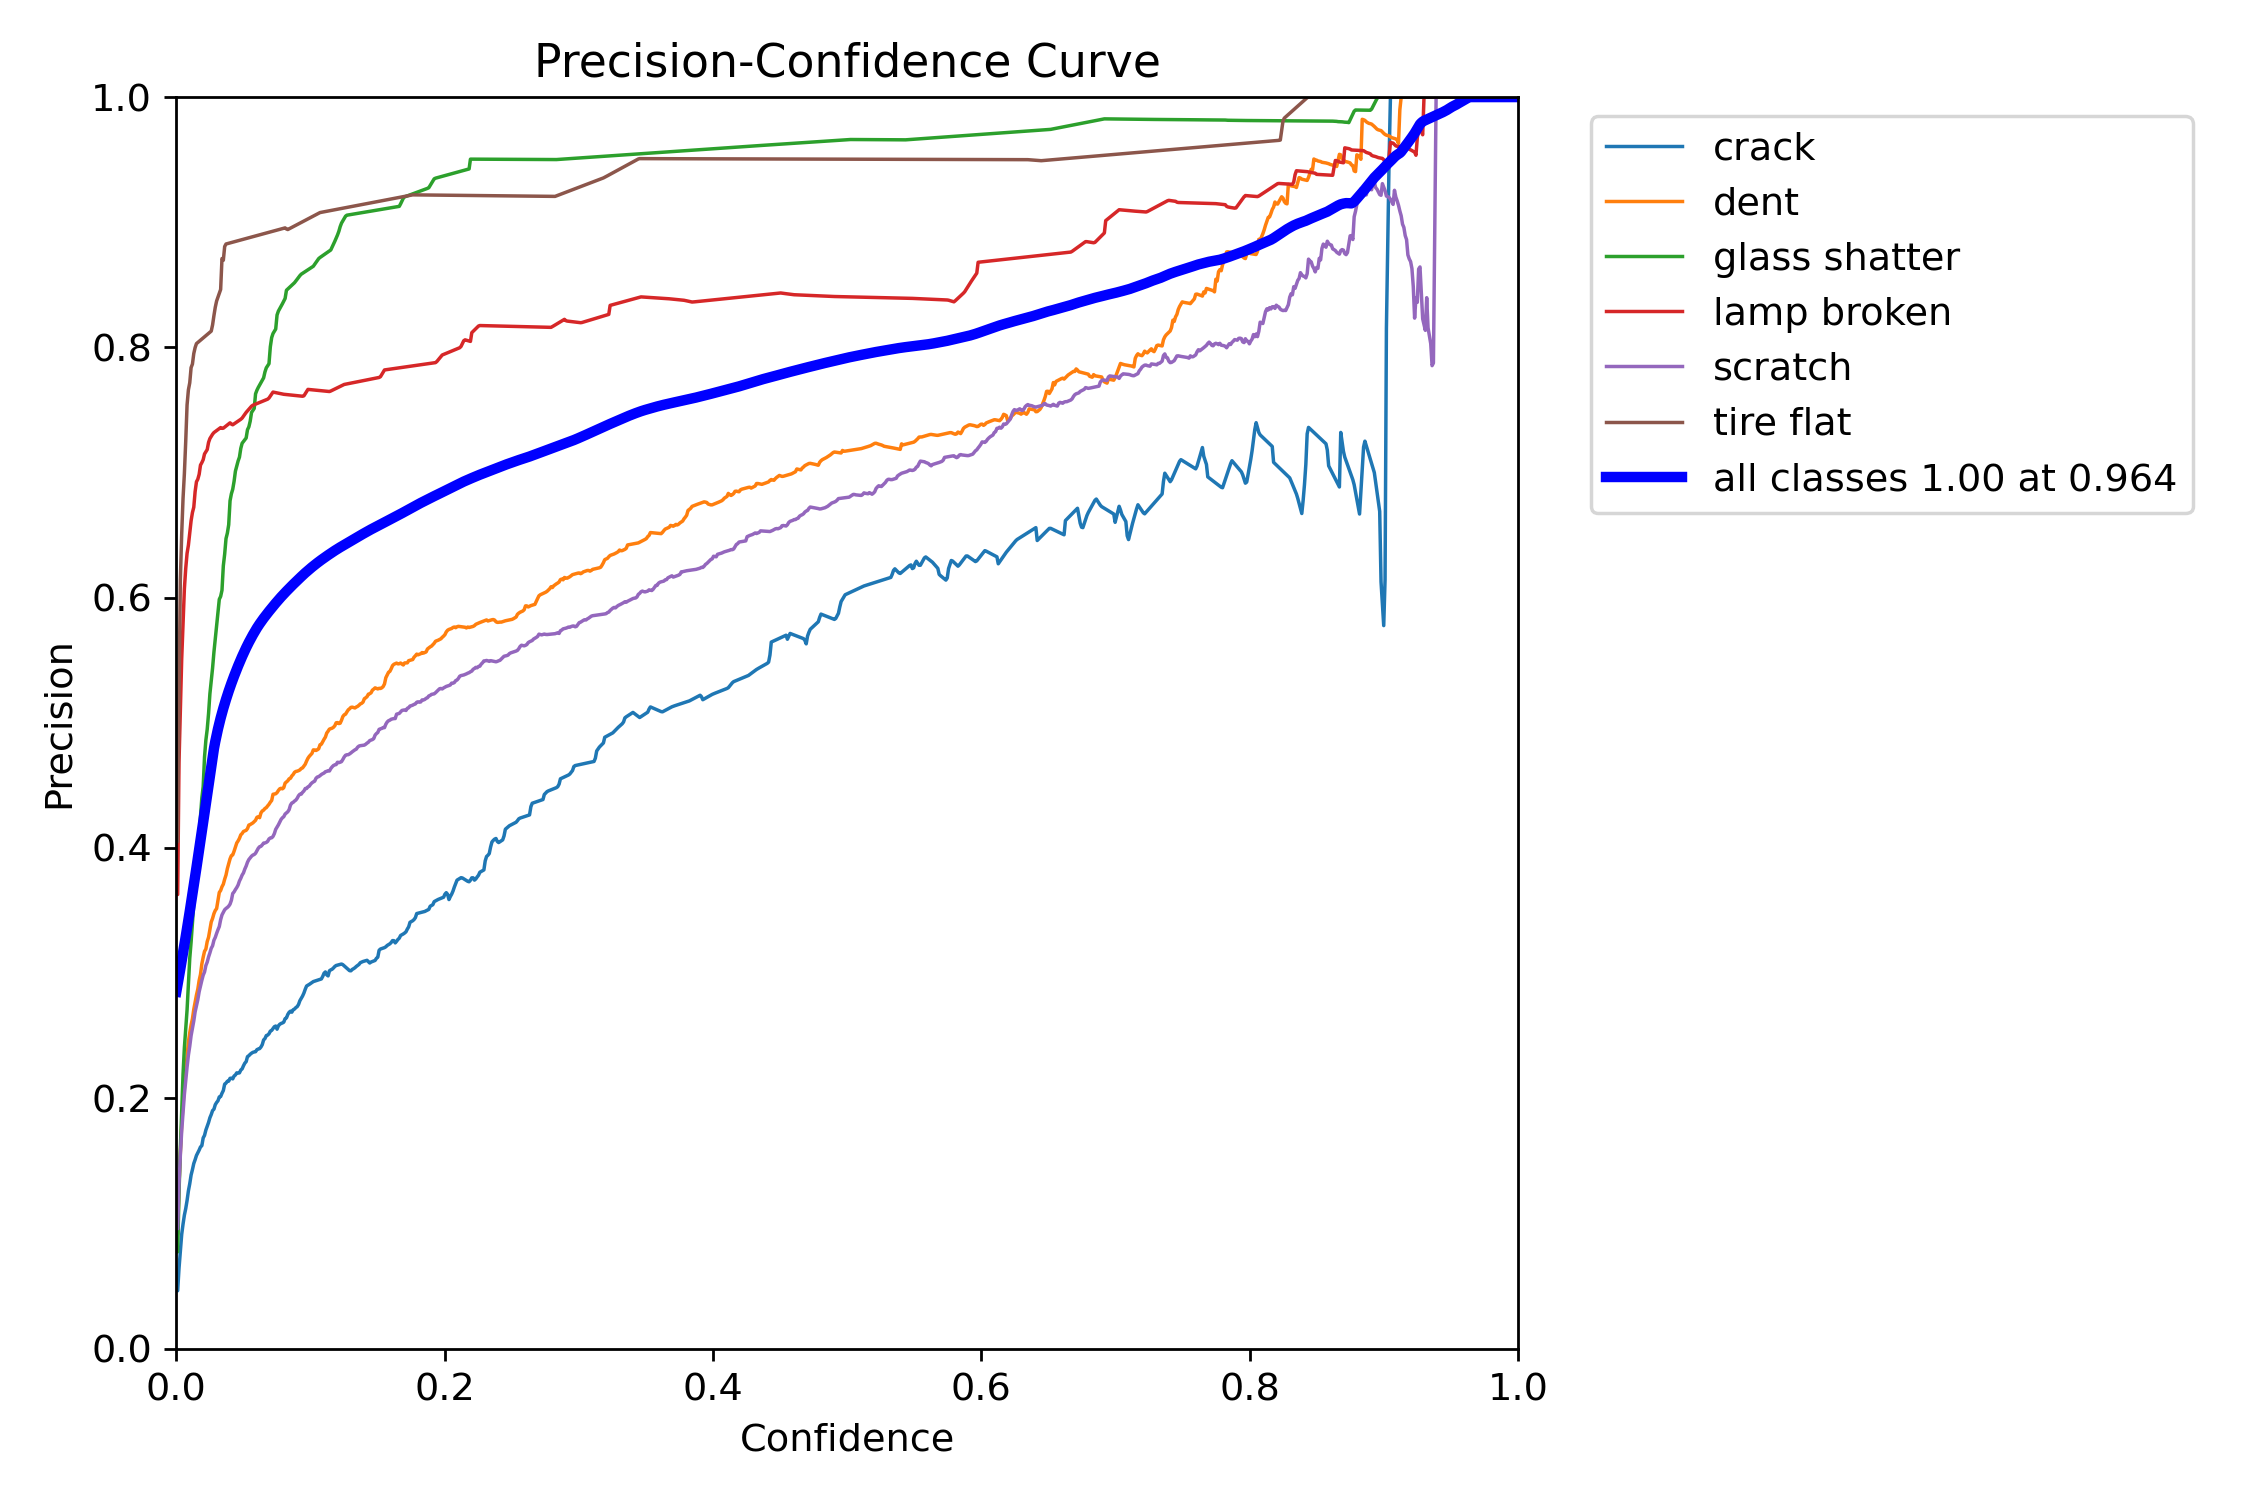 Precision-Confidence Curve
1.0
0.8
0.6
0.4
0.2
0.0
Precision
0.0 0.2 0.4 0.6 0.8 1.0
Confidence
crack
dent
glass shatter
lamp broken
scratch
tire flat
all classes 1.00 at 0.964